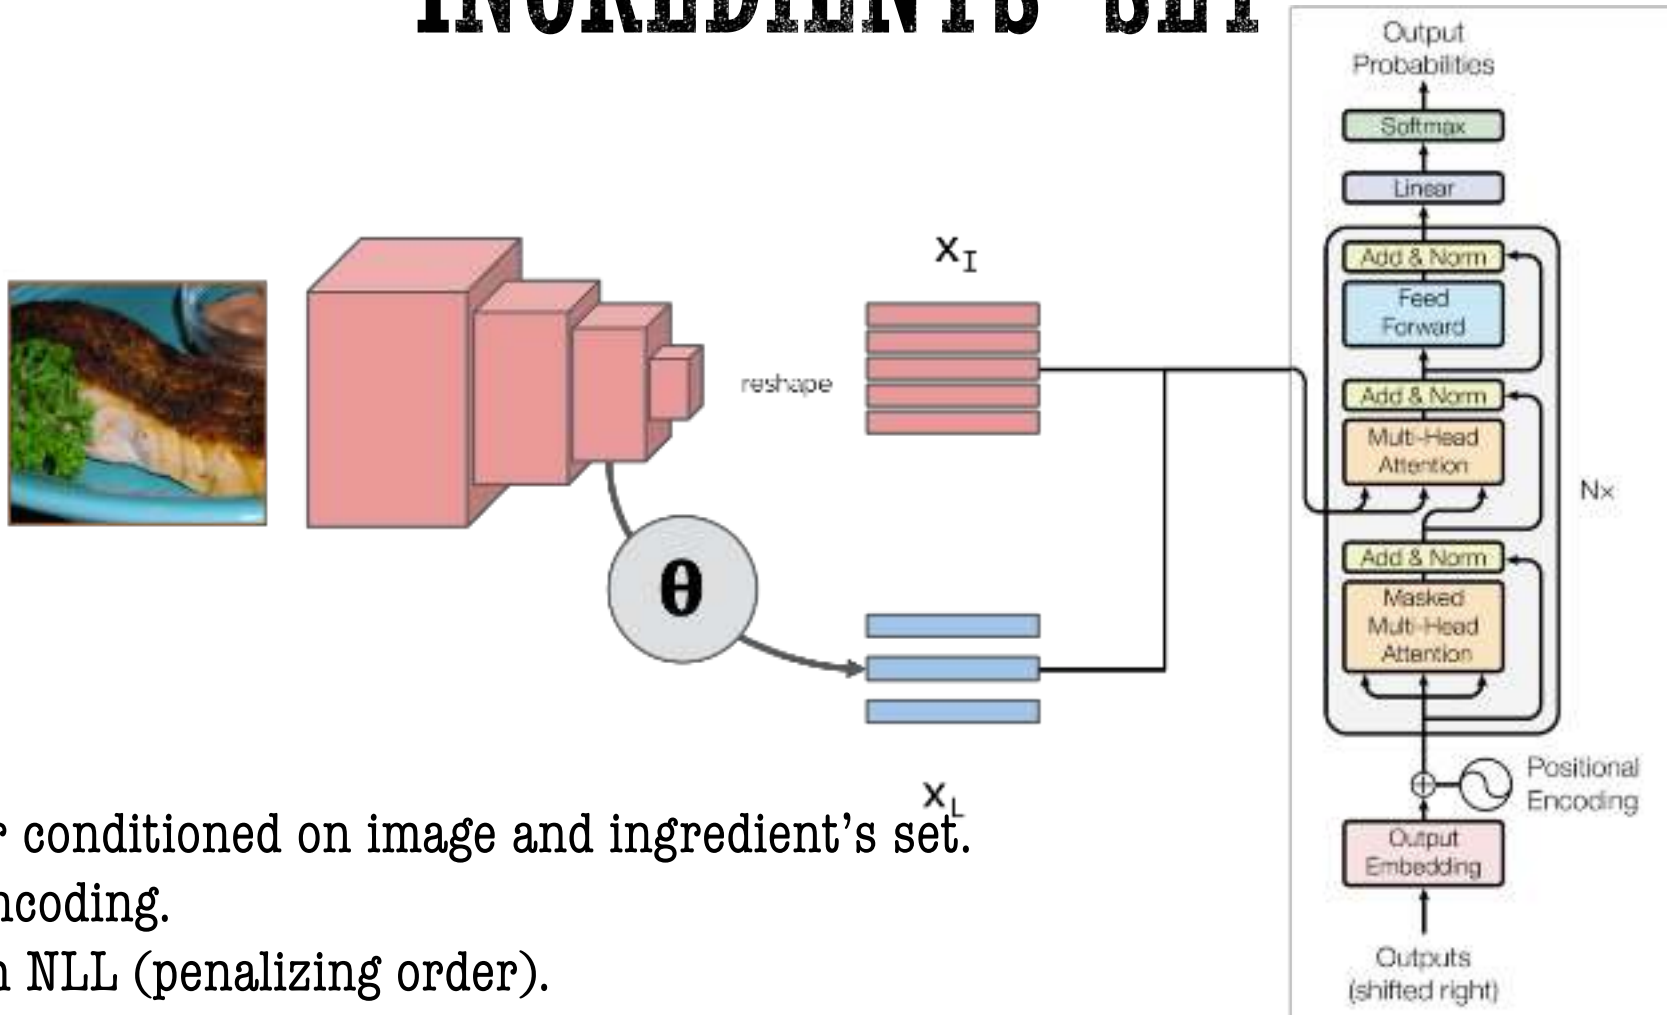 INGREDIENTS' SET
Output
Probabilities
Softmax
Linear
Add & Norm
Feed
Forward
Add & Norm
Multi-Head
Attention
Nx
Add & Norm
Masked
Multi-Head
Attention
Positional
Encoding
Output
Embedding
Outputs
(shifted right)
x_I
reshape
θ
x_L
conditioned on image and ingredient's set.
NLL (penalizing order).